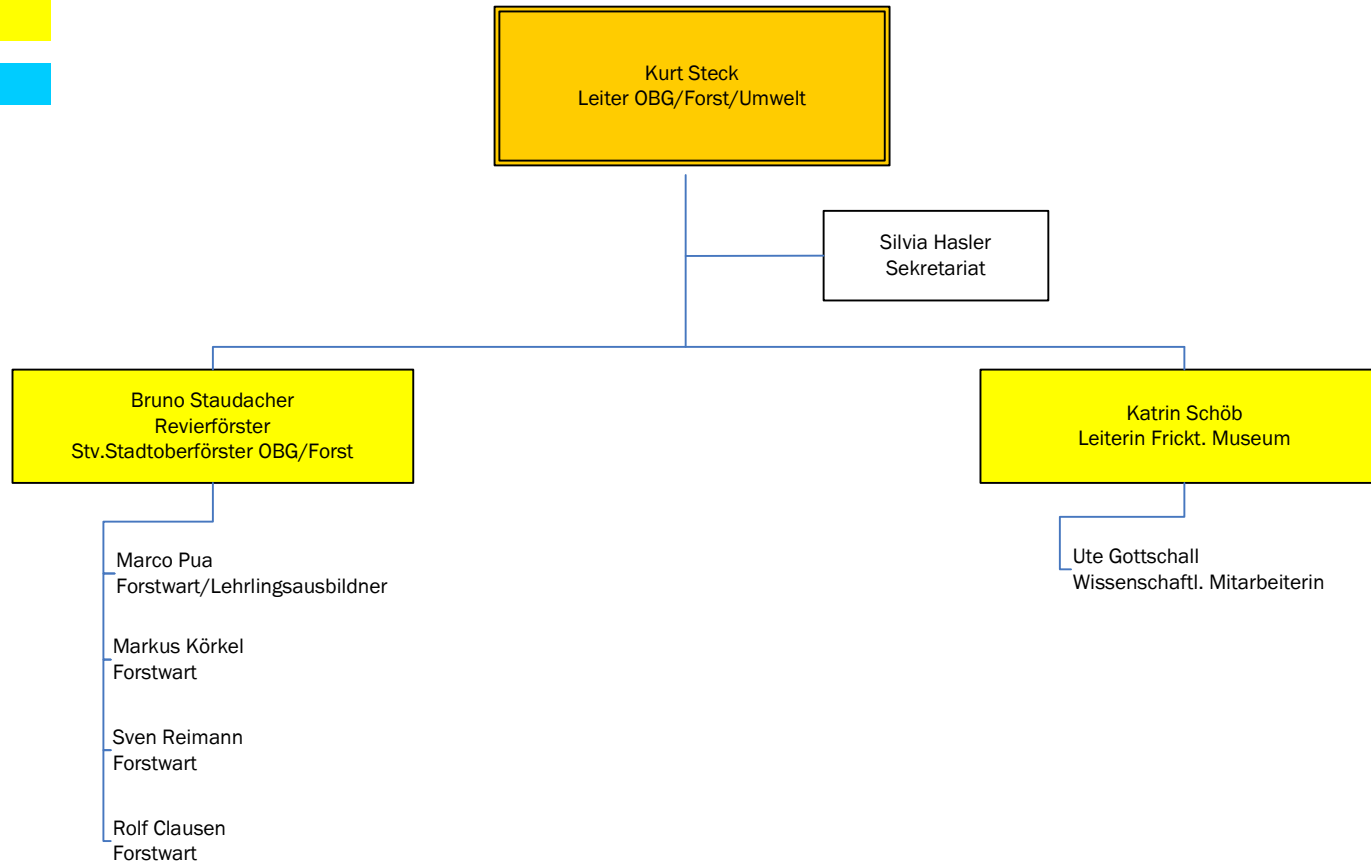 Kurt Steck
Leiter OBG/Forst/Umwelt
Silvia Hasler
Sekretariat
Bruno Staudacher
Revierförster
Stv.Stadtoberförster OBG/Forst
Katrin Schöb
Leiterin Frickt. Museum
Marco Pua
Forstwart/Lehrlingsausbildner
Markus Körkel
Forstwart
Sven Reimann
Forstwart
Rolf Clausen
Forstwart
Ute Gottschall
Wissenschaftl. Mitarbeiterin